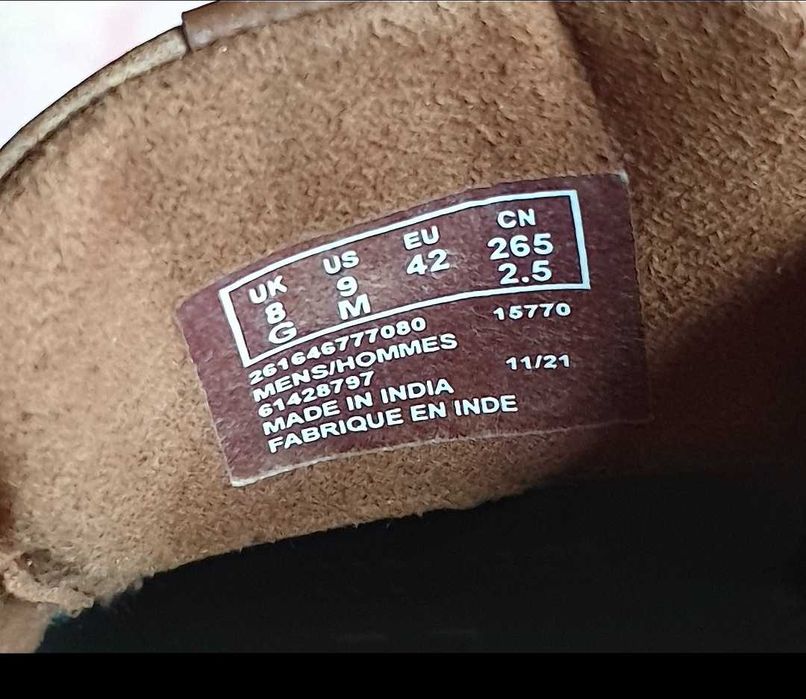 UK US EU CN
8 9 42 265
G M 2.5
261646777080 15770
MENS/HOMMES
61428797 11/21
MADE IN INDIA
FABRIQUE EN INDE